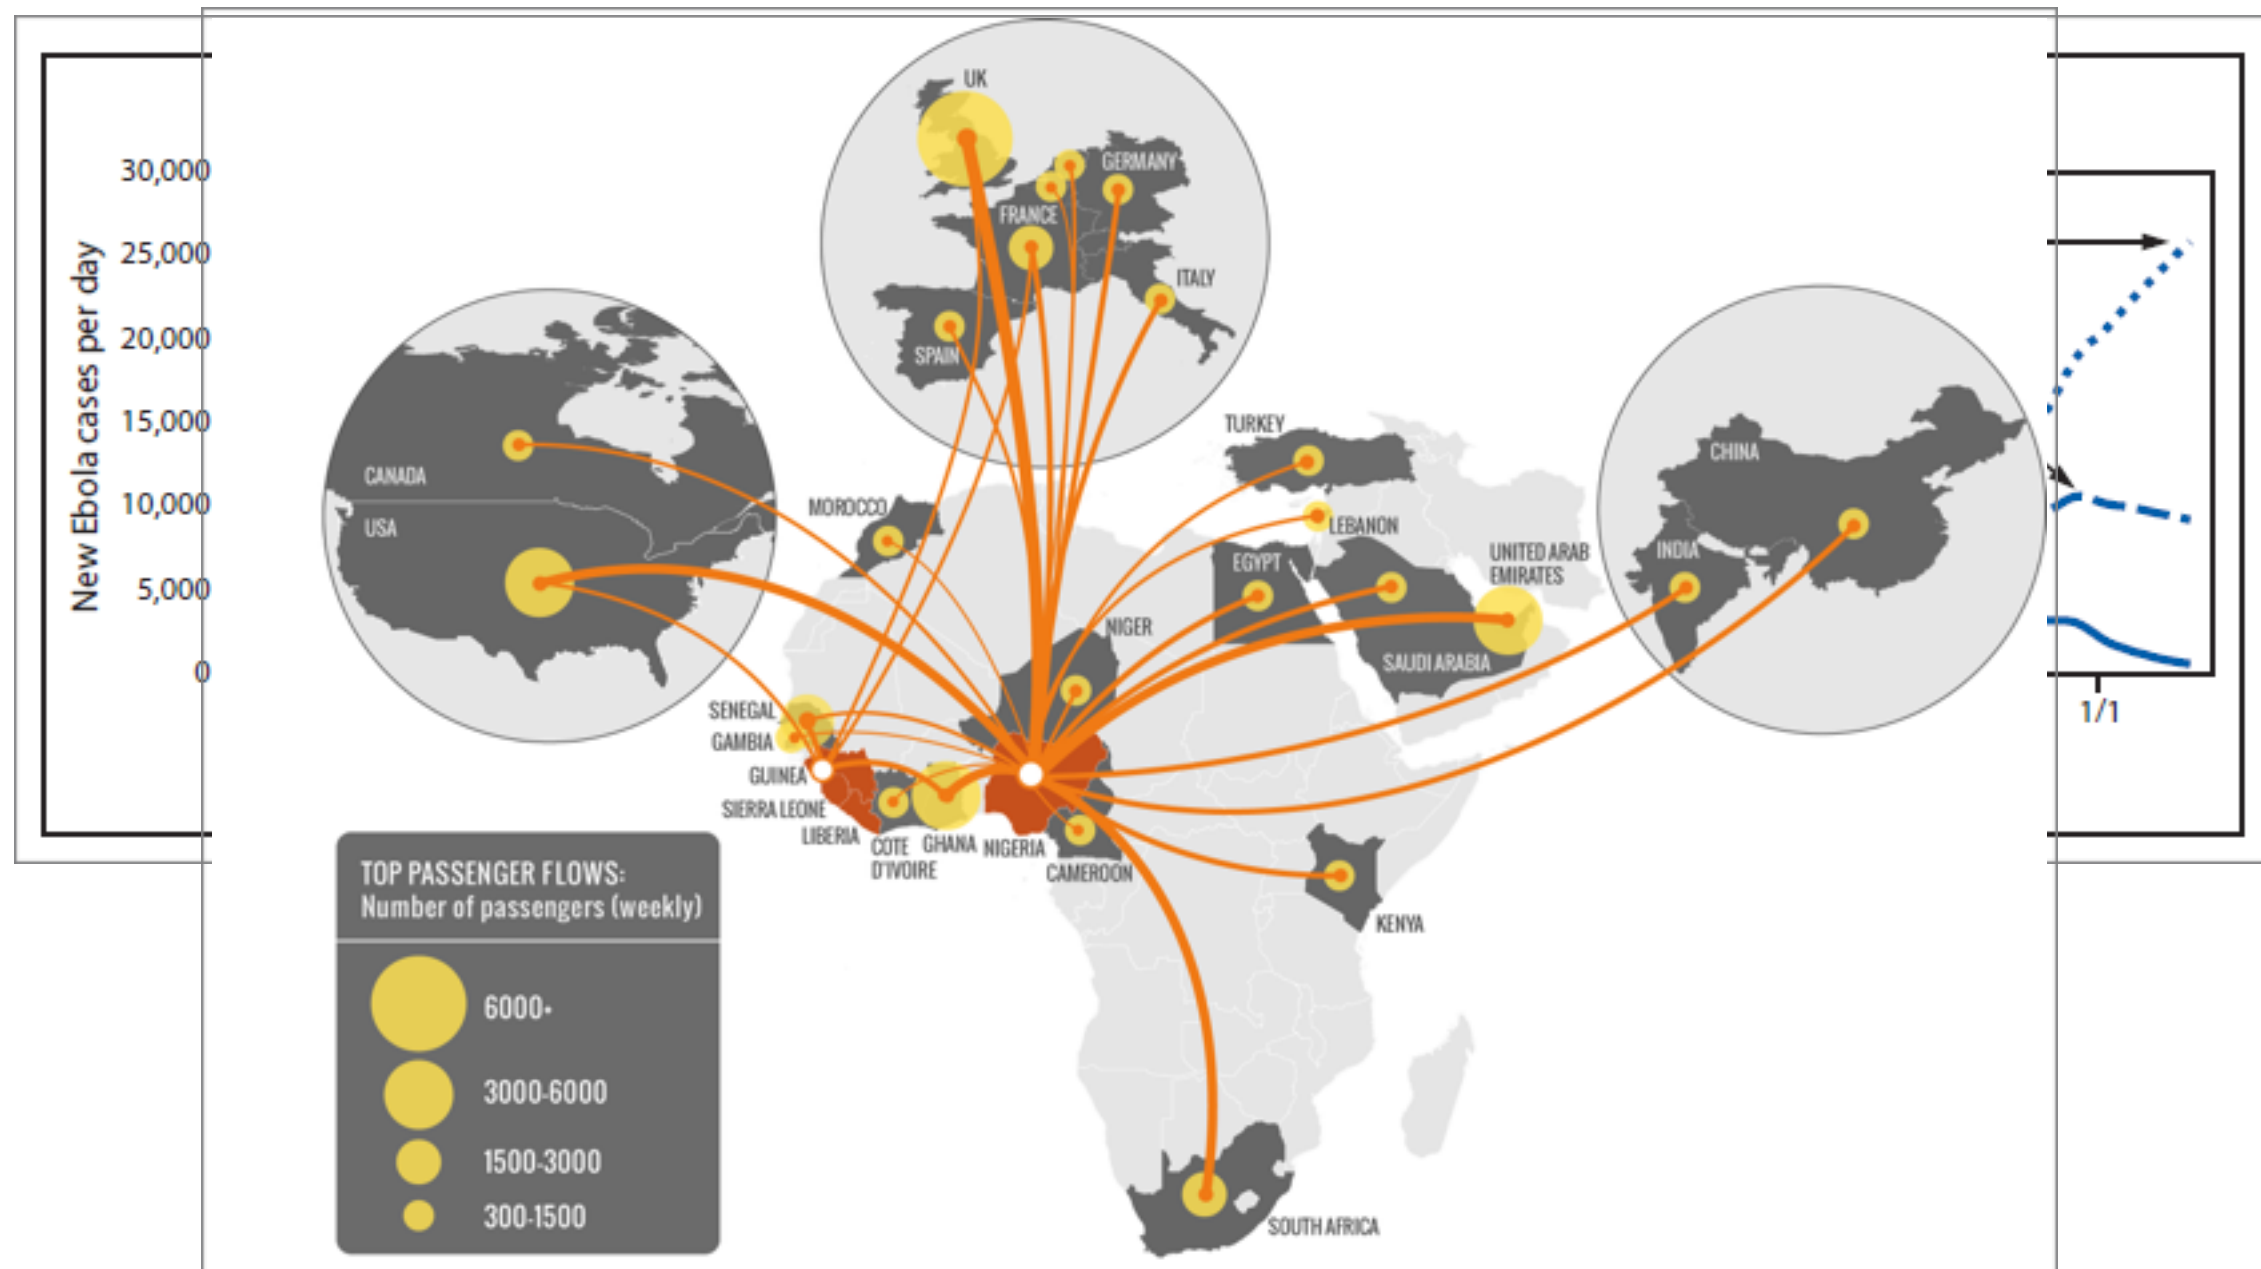 New Ebola cases per day
30,000
25,000
20,000
15,000
10,000
5,000
0
1/1
UK
GERMANY
FRANCE
ITALY
SPAIN
CANADA
USA
TURKEY
MOROCCO
LEBANON
EGYPT
UNITED ARAB
EMIRATES
SAUDI ARABIA
CHINA
INDIA
NIGER
SENEGAL
GAMBIA
GUINEA
SIERRA LEONE
LIBERIA
COTE
D'IVOIRE
GHANA
NIGERIA
CAMEROON
KENYA
SOUTH AFRICA
TOP PASSENGER FLOWS:
Number of passengers (weekly)
6000+
3000-6000
1500-3000
300-1500